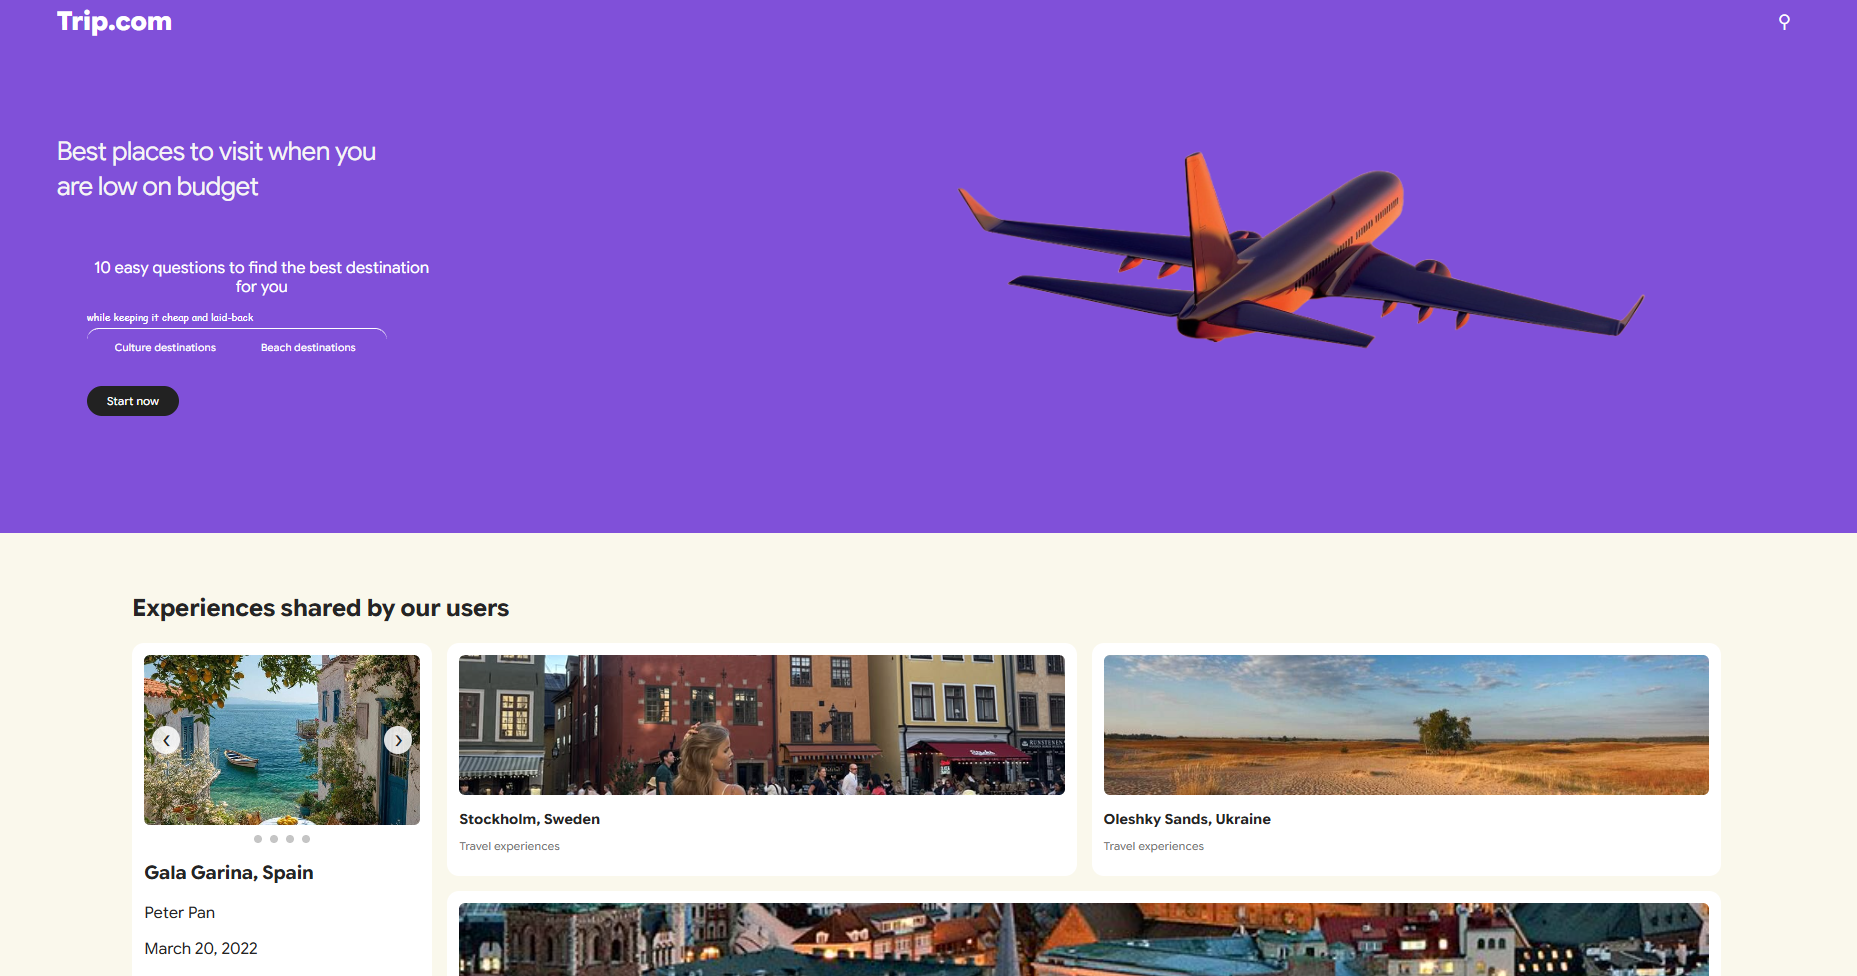 Trip.com
Best places to visit when you
are low on budget
10 easy questions to find the best destination
for you
while keeping it cheap and laid-back
Culture destinations
Beach destinations
Start now
Experiences shared by our users
Gala Garina, Spain
Peter Pan
March 20, 2022
Stockholm, Sweden
Travel experiences
Oleshky Sands, Ukraine
Travel experiences